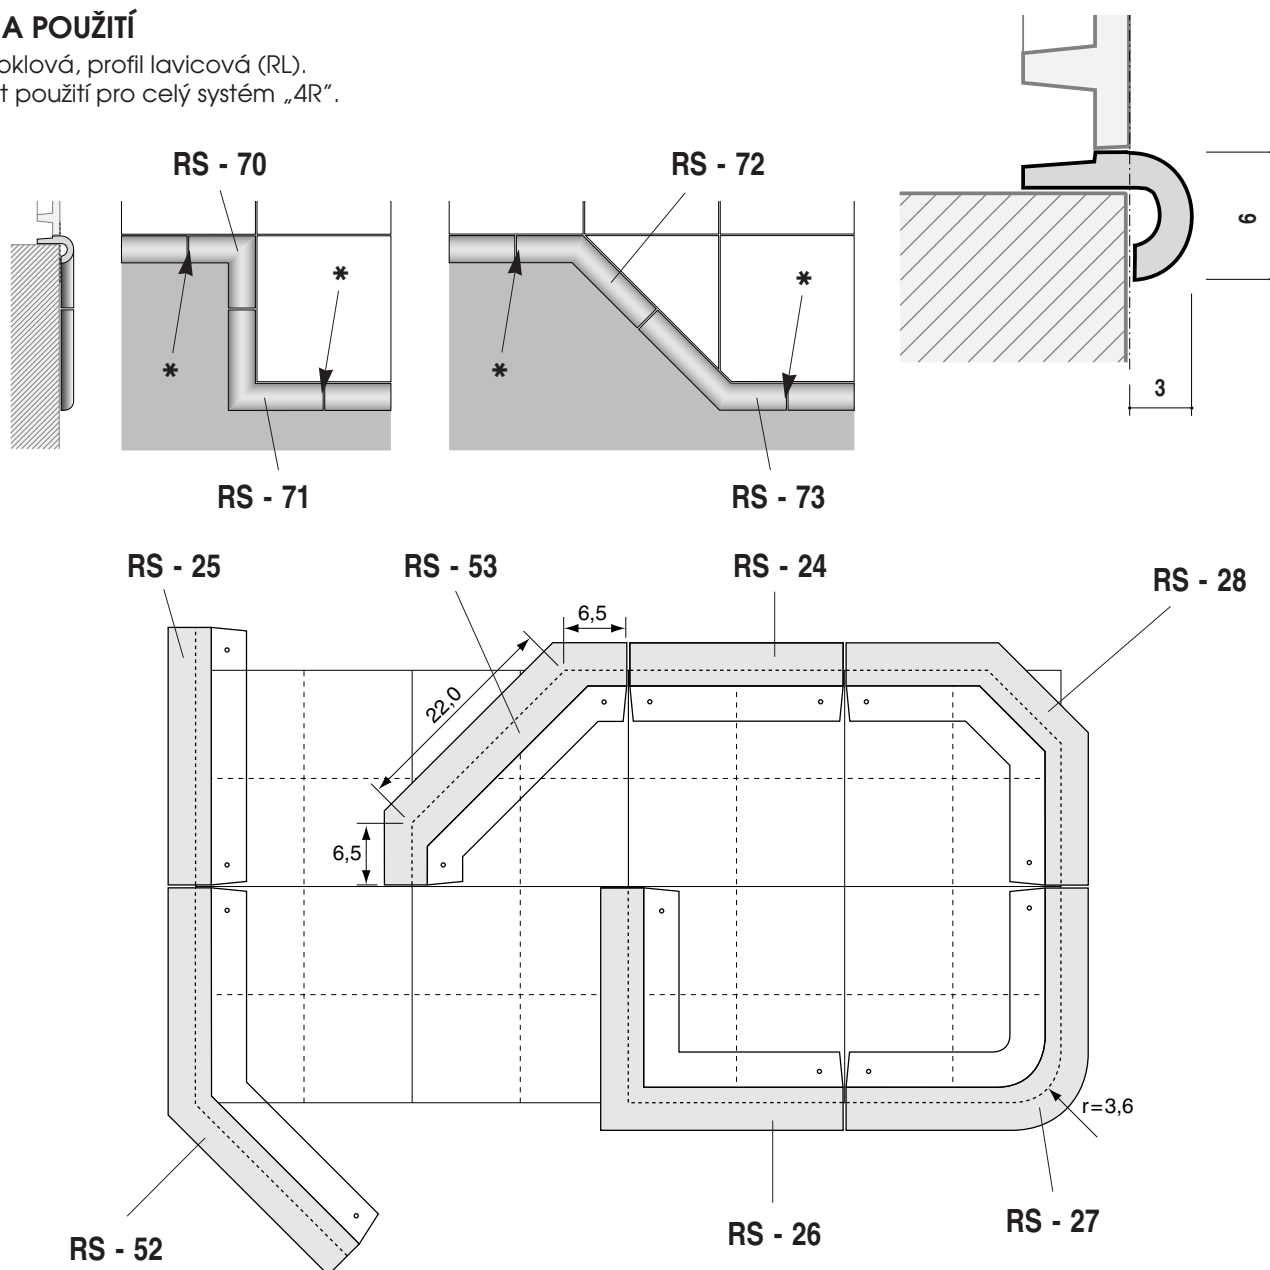 A POUŽITÍ
oklová, profil lavicová (RL).
t použití pro celý systém „4R”.
RS - 70
RS - 72
6
*
*
*
*
3
RS - 71
RS - 73
RS - 25
RS - 53
RS - 24
RS - 28
6,5
22,0
6,5
r=3,6
RS - 52
RS - 26
RS - 27